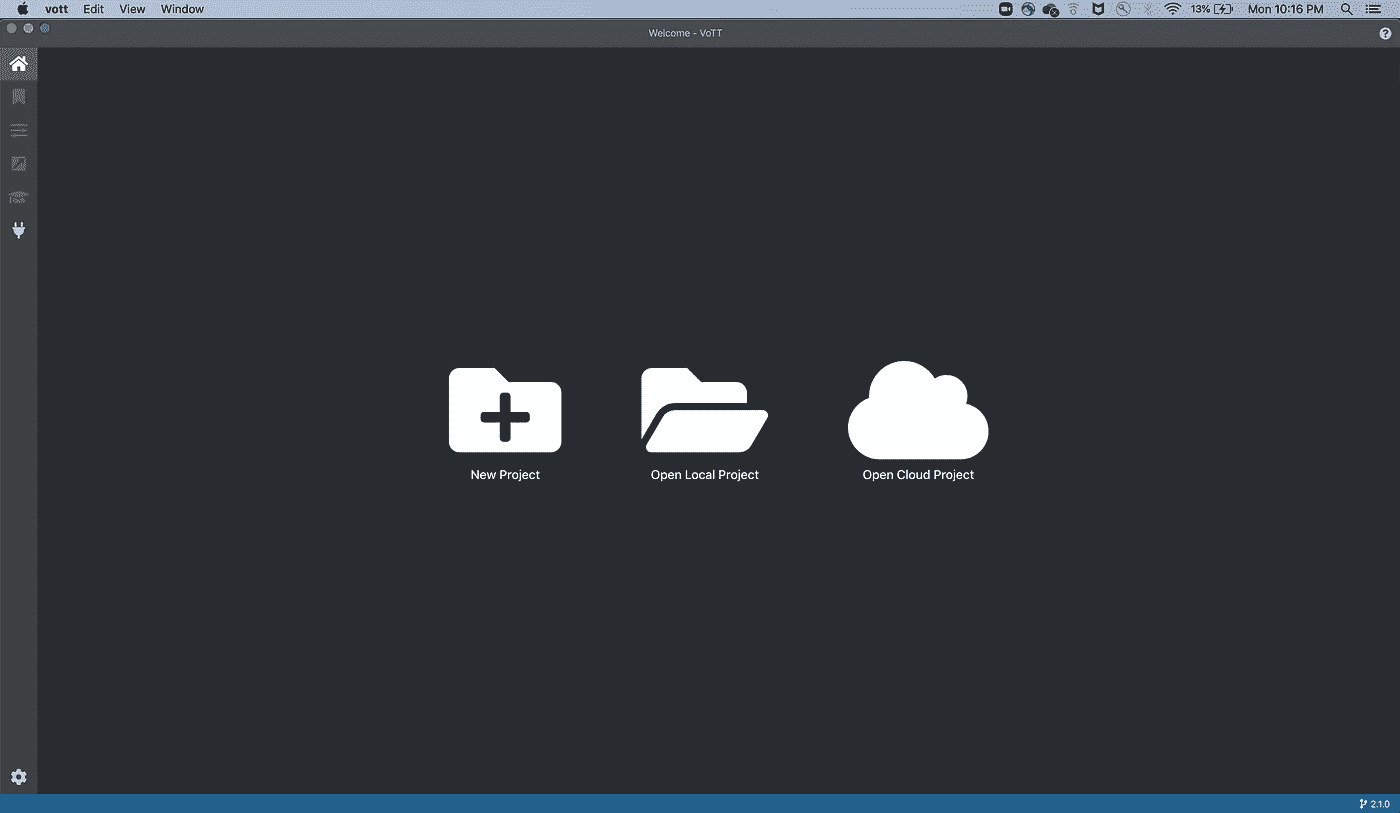 vott Edit View Window 13% Mon 10:16 PM
Welcome - VoTT
New Project Open Local Project Open Cloud Project
2.1.0